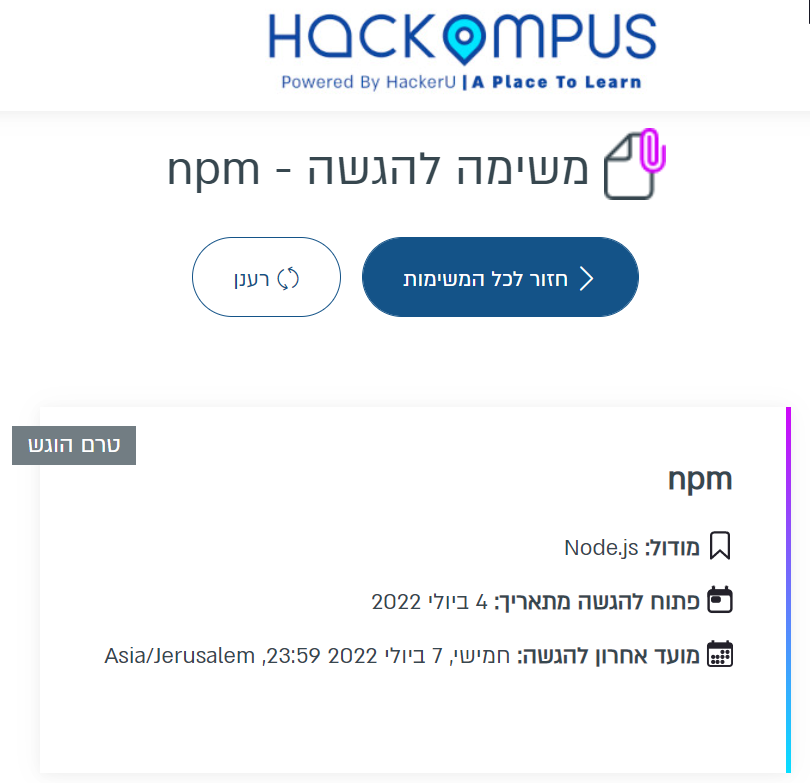 HACKOMPUS
Powered By HackerU | A Place To Learn
משימה להגשה - npm
חזור לכל המשימות
רענן
טרם הוגש
npm
מודול: Node.js
פתוח להגשה מתאריך: 4 ביולי 2022
מועד אחרון להגשה: חמישי, 7 ביולי 2022 23:59, Asia/Jerusalem